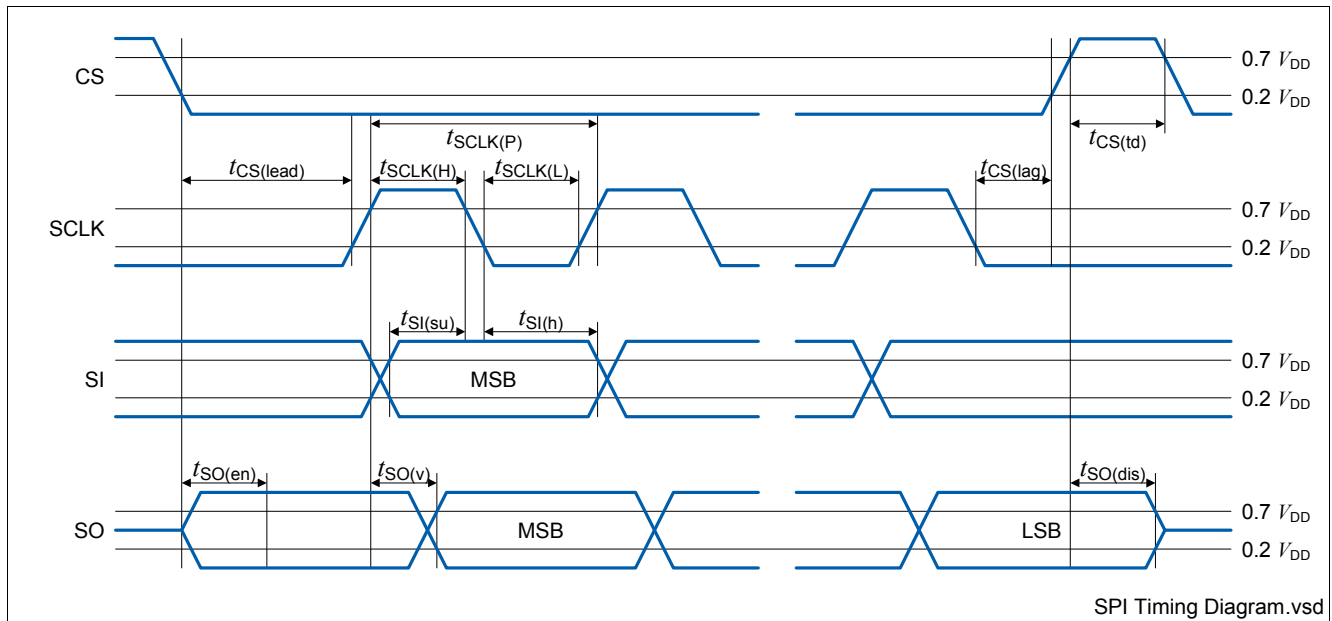 CS
0.7 VDD
0.2 VDD
tSCLK(P)
tCS(td)
tCS(lead)
tSCLK(H)
tSCLK(L)
tCS(lag)
SCLK
0.7 VDD
0.2 VDD
tSI(su)
tSI(h)
SI
MSB
0.7 VDD
0.2 VDD
tSO(en)
tSO(v)
tSO(dis)
SO
MSB
LSB
0.7 VDD
0.2 VDD
SPI Timing Diagram.vsd